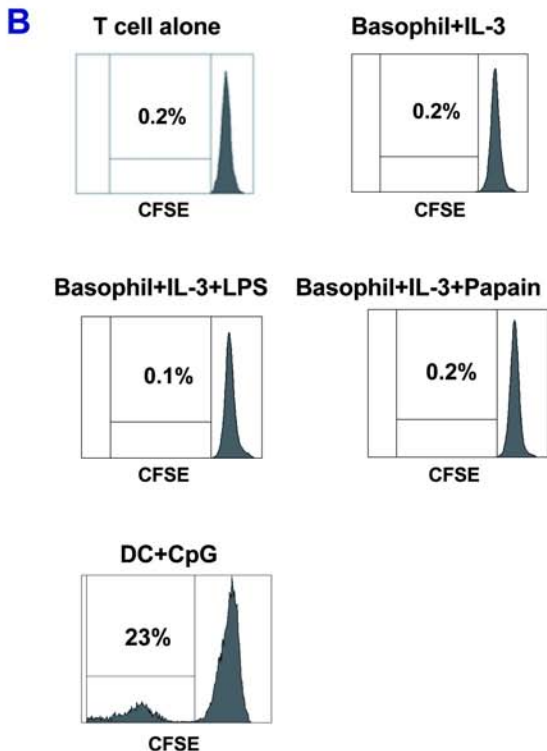 B
T cell alone
Basophil+IL-3
0.2%
0.2%
CFSE
CFSE
Basophil+IL-3+LPS
Basophil+IL-3+Papain
0.1%
0.2%
CFSE
CFSE
DC+CpG
23%
CFSE